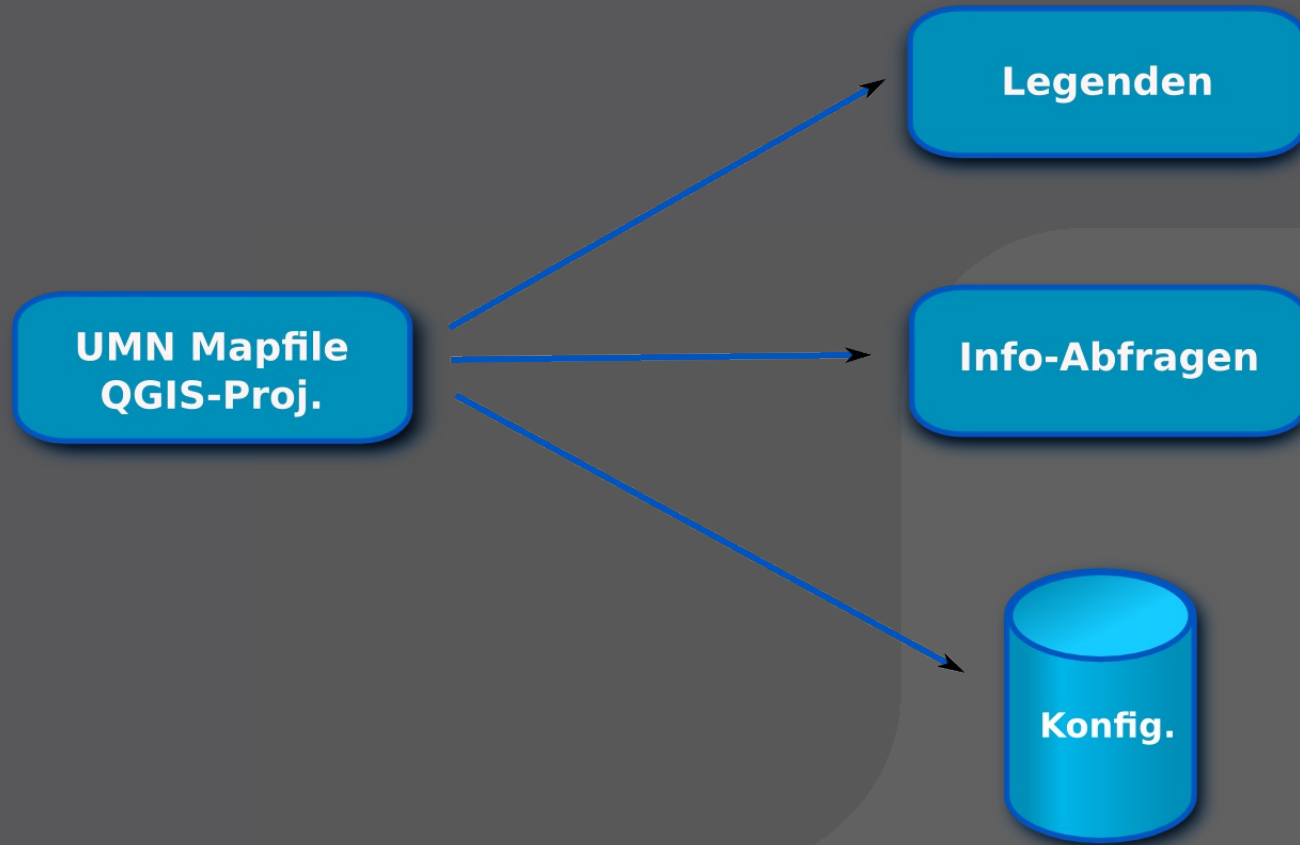 Legenden
UMN Mapfile
QGIS-Proj.
Info-Abfragen
Konfig.